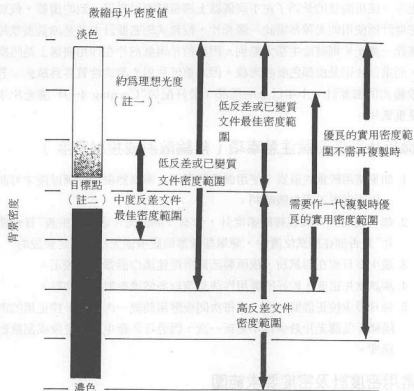 微縮母片密度值
淡色
約爲理想光度
(註一)
目標點
(註二)
背景密度
濃色
中度反差文件
最佳密度範圍
低反差或已變質
文件密度範圍
低反差或已變質
文件最佳密度範
圍
優良的實用密度範
圍不需再複製時
需要作一代複製時優
良的實用密度範圍
高反差文件
密度範圍